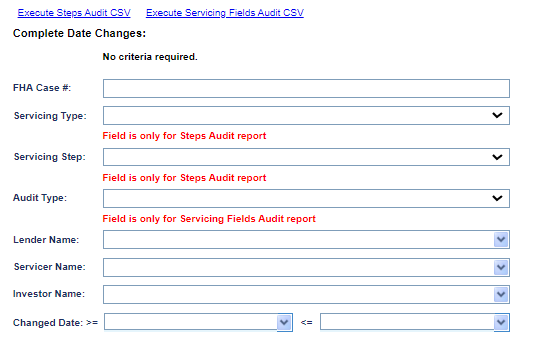 Execute Steps Audit CSV Execute Servicing Fields Audit CSV
Complete Date Changes:
No criteria required.
FHA Case #:
Servicing Type:
Field is only for Steps Audit report
Servicing Step:
Field is only for Steps Audit report
Audit Type:
Field is only for Servicing Fields Audit report
Lender Name:
Servicer Name:
Investor Name:
Changed Date: >= <=